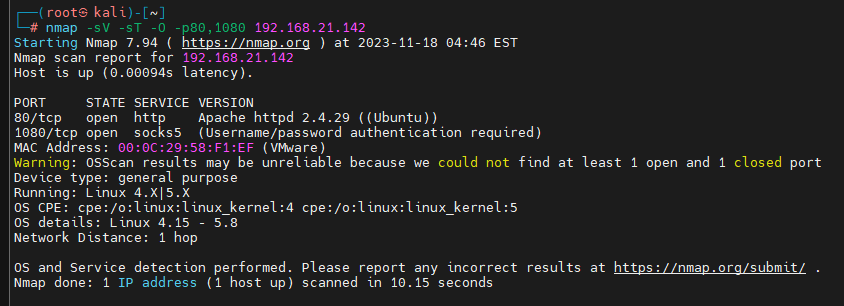 ┌──(root㉿ kali)-[~]
└─# nmap -sV -sT -O -p80,1080 192.168.21.142
Starting Nmap 7.94 ( https://nmap.org ) at 2023-11-18 04:46 EST
Nmap scan report for 192.168.21.142
Host is up (0.00094s latency).

PORT     STATE SERVICE VERSION
80/tcp   open  http    Apache httpd 2.4.29 ((Ubuntu))
1080/tcp open  socks5  (Username/password authentication required)
MAC Address: 00:0C:29:58:F1:EF (VMware)
Warning: OSScan results may be unreliable because we could not find at least 1 open and 1 closed port
Device type: general purpose
Running: Linux 4.X|5.X
OS CPE: cpe:/o:linux:linux_kernel:4 cpe:/o:linux:linux_kernel:5
OS details: Linux 4.15 - 5.8
Network Distance: 1 hop

OS and Service detection performed. Please report any incorrect results at https://nmap.org/submit/ .
Nmap done: 1 IP address (1 host up) scanned in 10.15 seconds